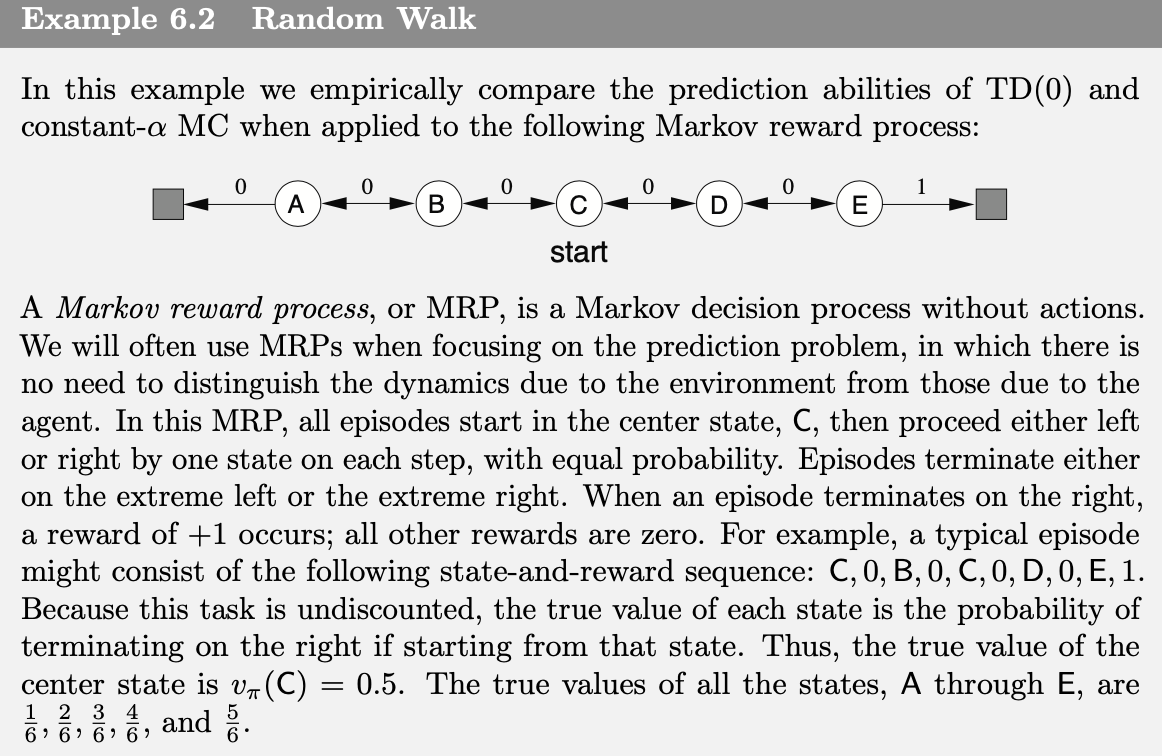 Example 6.2 Random Walk
In this example we empirically compare the prediction abilities of TD(0) and
constant-α MC when applied to the following Markov reward process:
0 0 0 0 0 1
A B C D E
start
A Markov reward process, or MRP, is a Markov decision process without actions.
We will often use MRPs when focusing on the prediction problem, in which there is
no need to distinguish the dynamics due to the environment from those due to the
agent. In this MRP, all episodes start in the center state, C, then proceed either left
or right by one state on each step, with equal probability. Episodes terminate either
on the extreme left or the extreme right. When an episode terminates on the right,
a reward of +1 occurs; all other rewards are zero. For example, a typical episode
might consist of the following state-and-reward sequence: C, 0, B, 0, C, 0, D, 0, E, 1.
Because this task is undiscounted, the true value of each state is the probability of
terminating on the right if starting from that state. Thus, the true value of the
center state is vπ(C) = 0.5. The true values of all the states, A through E, are
1/6, 2/6, 3/6, 4/6, and 5/6.